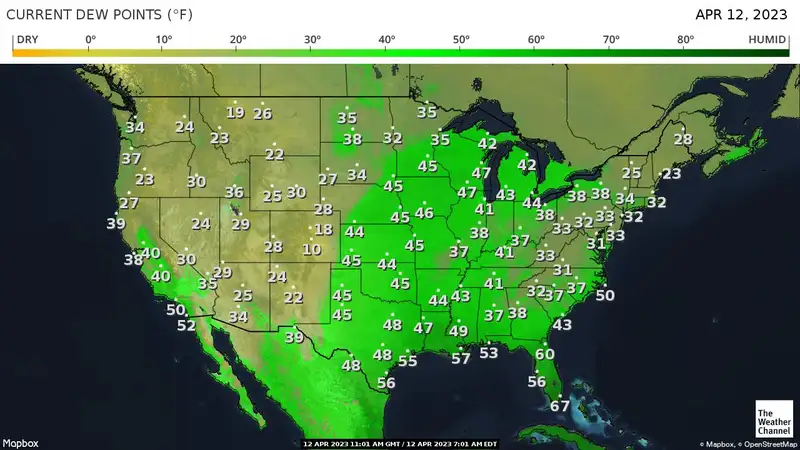 CURRENT DEW POINTS (°F) APR 12, 2023
DRY 0° 10° 20° 30° 40° 50° 60° 70° 80° HUMID
34 24 19 26 35 35
23 38 32 35 42 28
37 22
23 30 27 34 45 47 42 25 23
36 25 30 45 47 43 44 38 38 34 32
27 28 45 46 41 38 33 32 33 32
39 24 29 18 44 38 37 31 33
40 28 10 45 37 41 33
38 30 45 44
40 29 24 45 41 31
35 25 22 45 44 43 32 37 37 50
50 34 45 37 38
52 39 48 47 49 43
48 48 55 57 53 60
56 56
67
The
Weather
Channel
Mapbox 12 APR 2023 11:01 AM GMT / 12 APR 2023 7:01 AM EDT © Mapbox, © OpenStreetMap